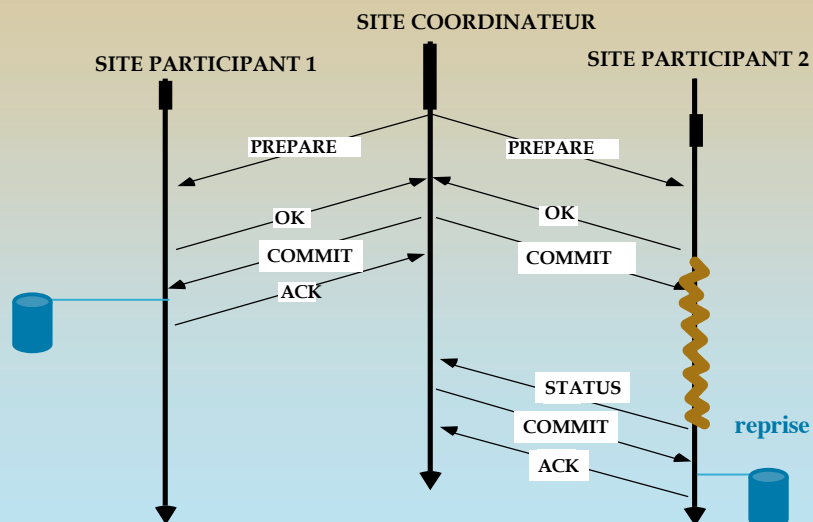 SITE COORDINATEUR
SITE PARTICIPANT 1
SITE PARTICIPANT 2
PREPARE
PREPARE
OK
OK
COMMIT
COMMIT
ACK
STATUS
COMMIT
reprise
ACK